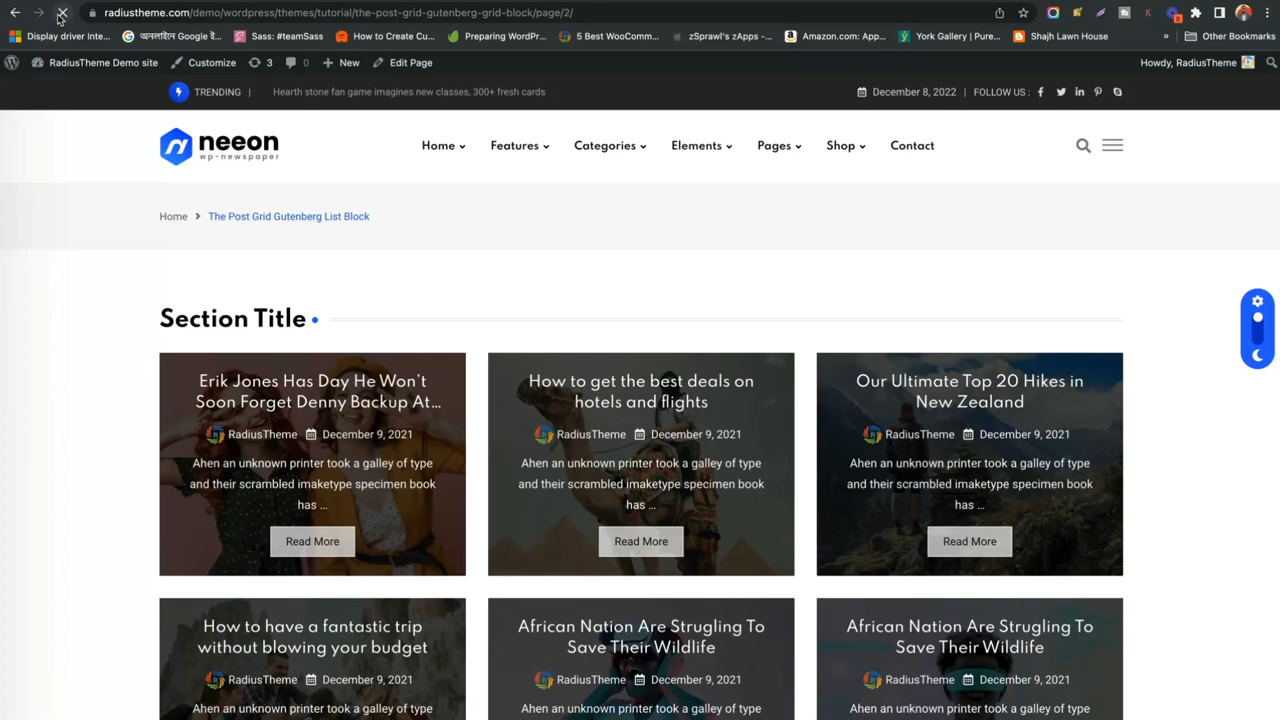 radiustheme.com/demo/wordpress/themes/tutorial/the-post-grid-gutenberg-grid-block/page/2/
Display driver Inte... অনলাইনে Google ই... Sass: #teamSass How to Create Cu... Preparing WordPr... 5 Best WooComm... zSprawl's zApps -... Amazon.com: App... York Gallery | Pure... Shajh Lawn House » Other Bookmarks
RadiusTheme Demo site Customize 3 0 New Edit Page Howdy, RadiusTheme
TRENDING | Hearth stone fan game imagines new classes, 300+ fresh cards December 8, 2022 | FOLLOW US :
neeon
wp-newspaper
Home Features Categories Elements Pages Shop Contact
Home The Post Grid Gutenberg List Block
Section Title
Erik Jones Has Day He Won't
Soon Forget Denny Backup At...
RadiusTheme December 9, 2021
Ahen an unknown printer took a galley of type
and their scrambled imaketype specimen book
has ...
Read More
How to get the best deals on
hotels and flights
RadiusTheme December 9, 2021
Ahen an unknown printer took a galley of type
and their scrambled imaketype specimen book
has ...
Read More
Our Ultimate Top 20 Hikes in
New Zealand
RadiusTheme December 9, 2021
Ahen an unknown printer took a galley of type
and their scrambled imaketype specimen book
has ...
Read More
How to have a fantastic trip
without blowing your budget
RadiusTheme December 9, 2021
Ahen an unknown printer took a galley of type
African Nation Are Strugling To
Save Their Wildlife
RadiusTheme December 9, 2021
Ahen an unknown printer took a galley of type
African Nation Are Strugling To
Save Their Wildlife
RadiusTheme December 9, 2021
Ahen an unknown printer took a galley of type